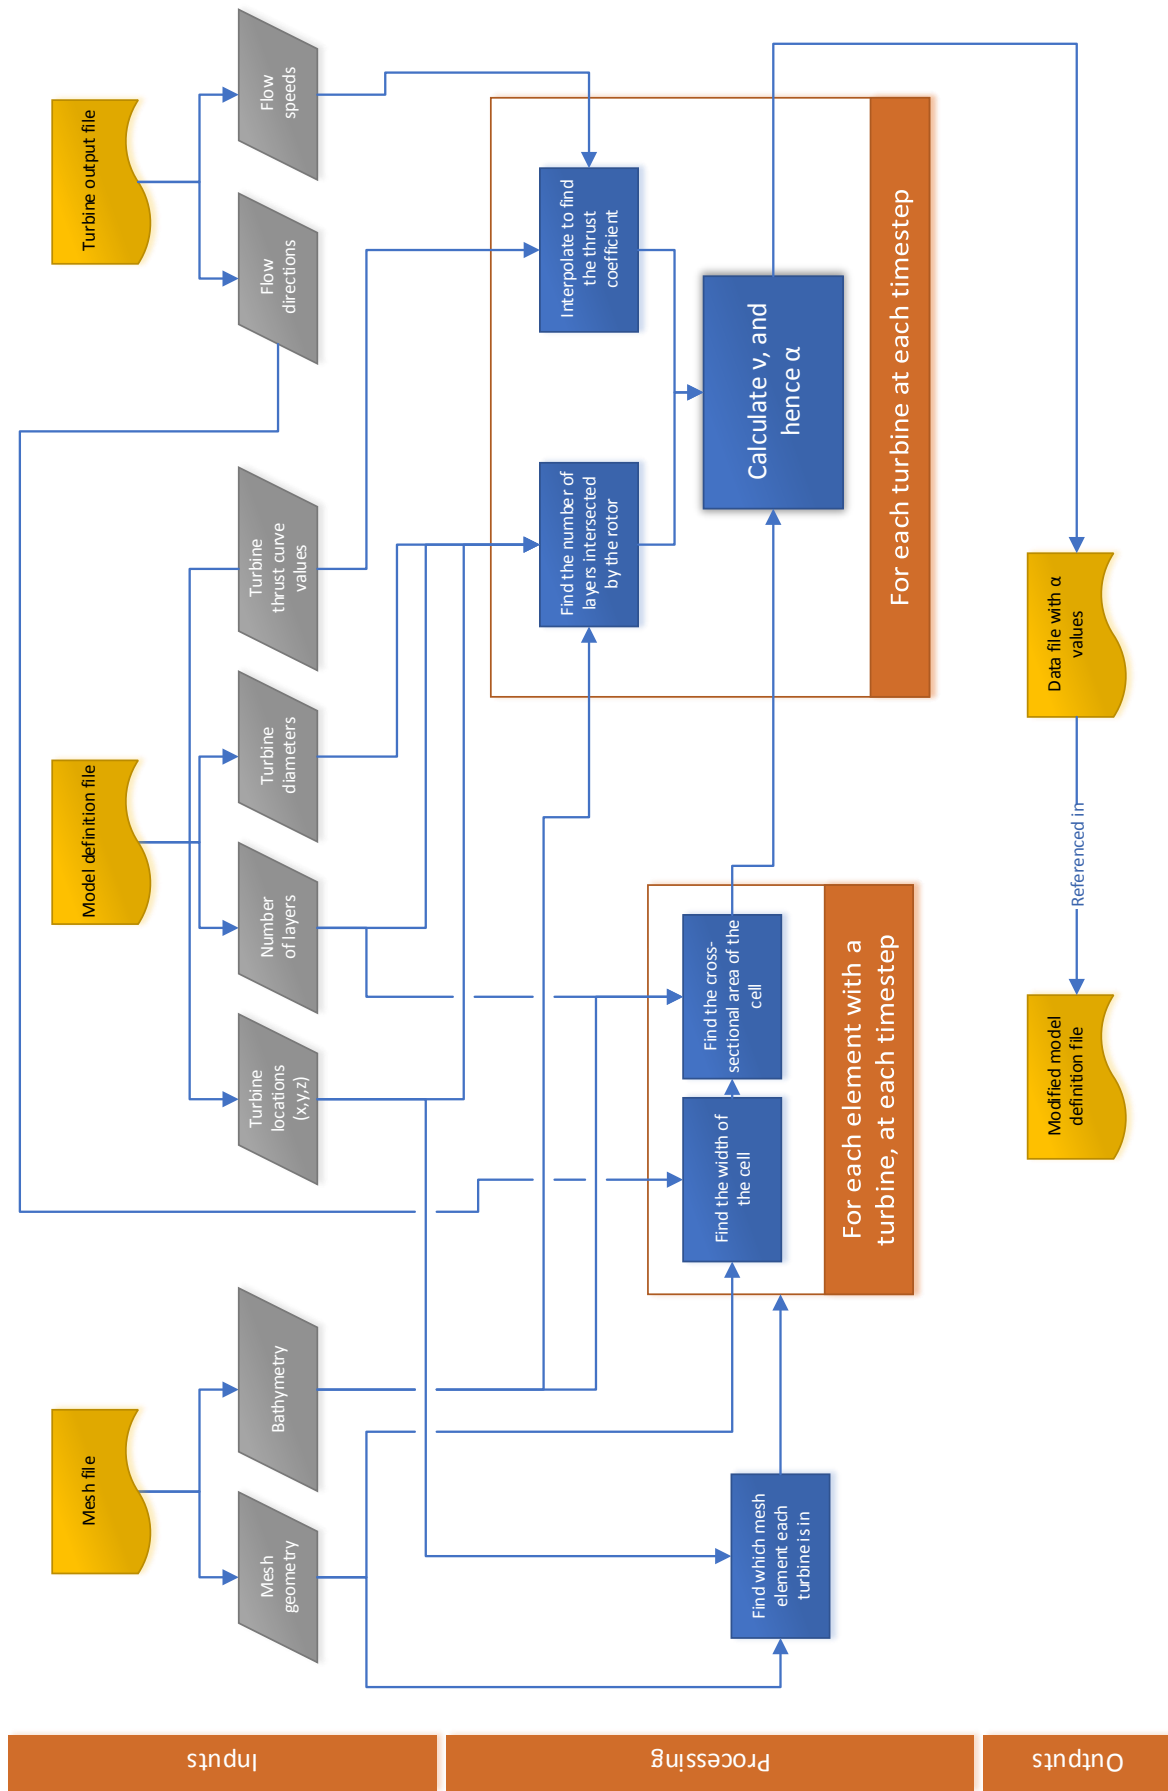 Inputs
Mesh file
Model definition file
Turbine output file
Mesh
geometry
Bathymetry
Turbine
locations
(x,y,z)
Number
of layers
Turbine
diameters
Turbine
thrust curve
values
Flow
directions
Flow
speeds
Processing
Find which mesh
element each
turbine is in
Find the width of
the cell
Find the cross-
sectional area of the
cell
For each element with a
turbine, at each timestep
Find the number of
layers intersected
by the rotor
Interpolate to find
the thrust
coefficient
Calculate ν, and
hence α
For each turbine at each timestep
Outputs
Modified model
definition file
Referenced in
Data file with α
values